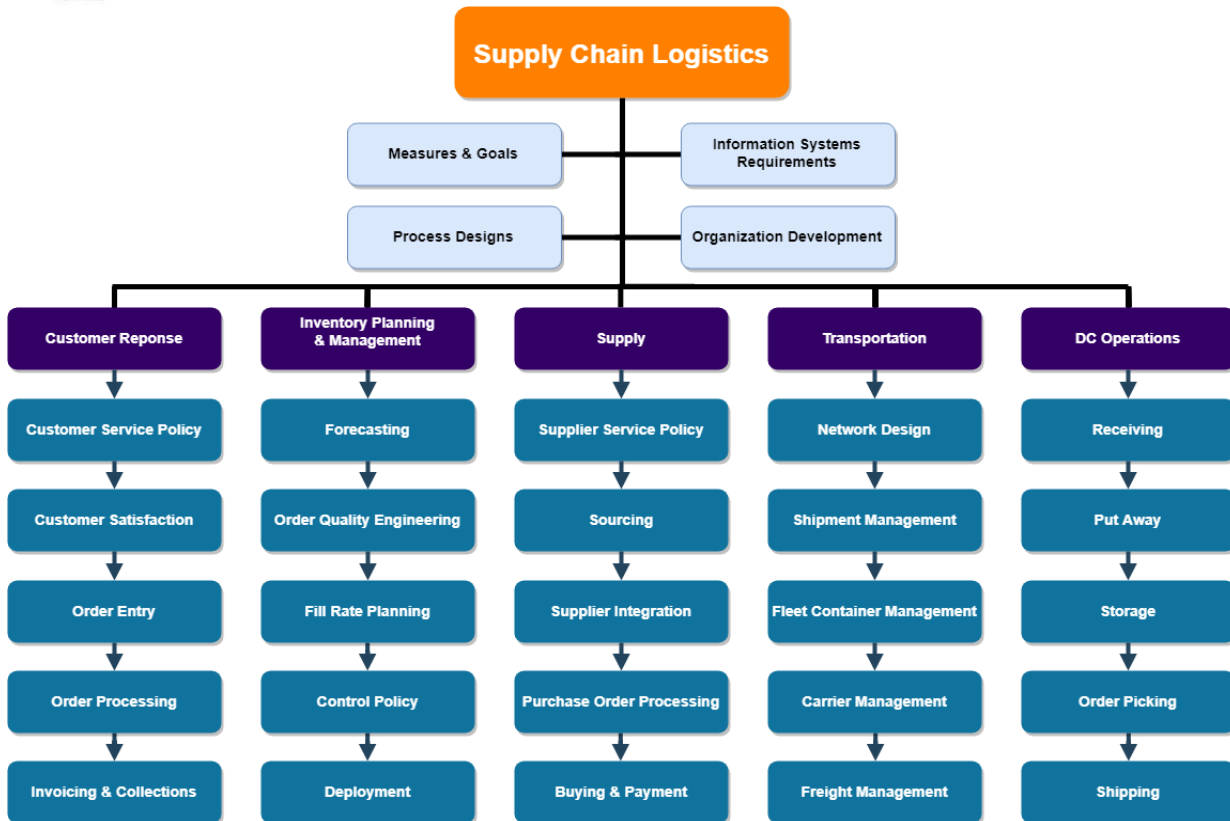 Supply Chain Logistics
Measures & Goals
Information Systems
Requirements
Process Designs
Organization Development
Customer Reponse
Inventory Planning
& Management
Supply
Transportation
DC Operations
Customer Service Policy
Forecasting
Supplier Service Policy
Network Design
Receiving
Customer Satisfaction
Order Quality Engineering
Sourcing
Shipment Management
Put Away
Order Entry
Fill Rate Planning
Supplier Integration
Fleet Container Management
Storage
Order Processing
Control Policy
Purchase Order Processing
Carrier Management
Order Picking
Invoicing & Collections
Deployment
Buying & Payment
Freight Management
Shipping